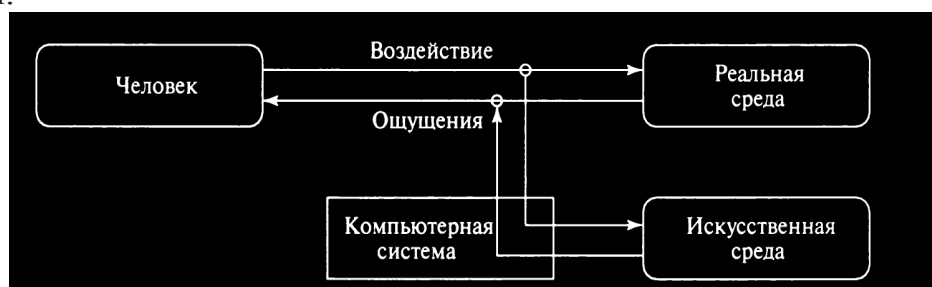 Воздействие
Человек
Реальная
среда
Ощущения
Компьютерная
система
Искусственная
среда